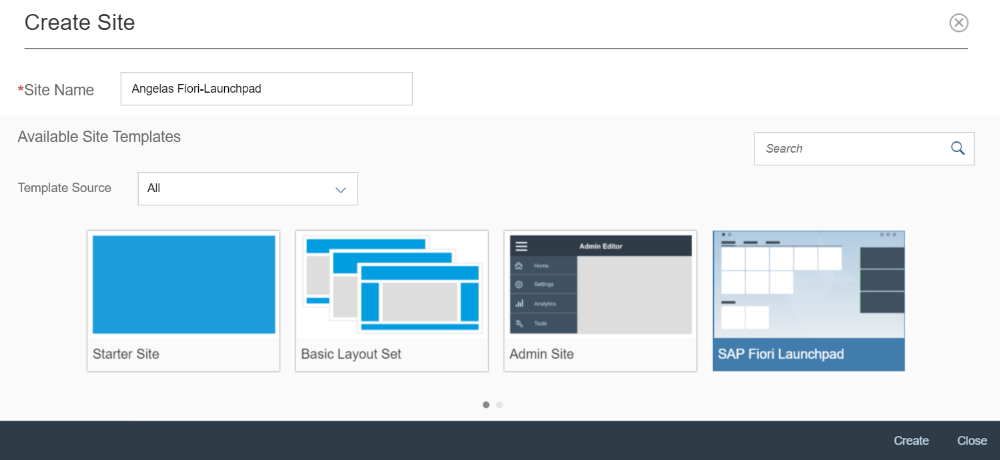 Create Site
*Site Name
Angelas Fiori-Launchpad
Available Site Templates
Search
Template Source
All
Admin Editor
Home
Settings
Analytics
Tools
Starter Site
Basic Layout Set
Admin Site
SAP Fiori Launchpad
Create
Close